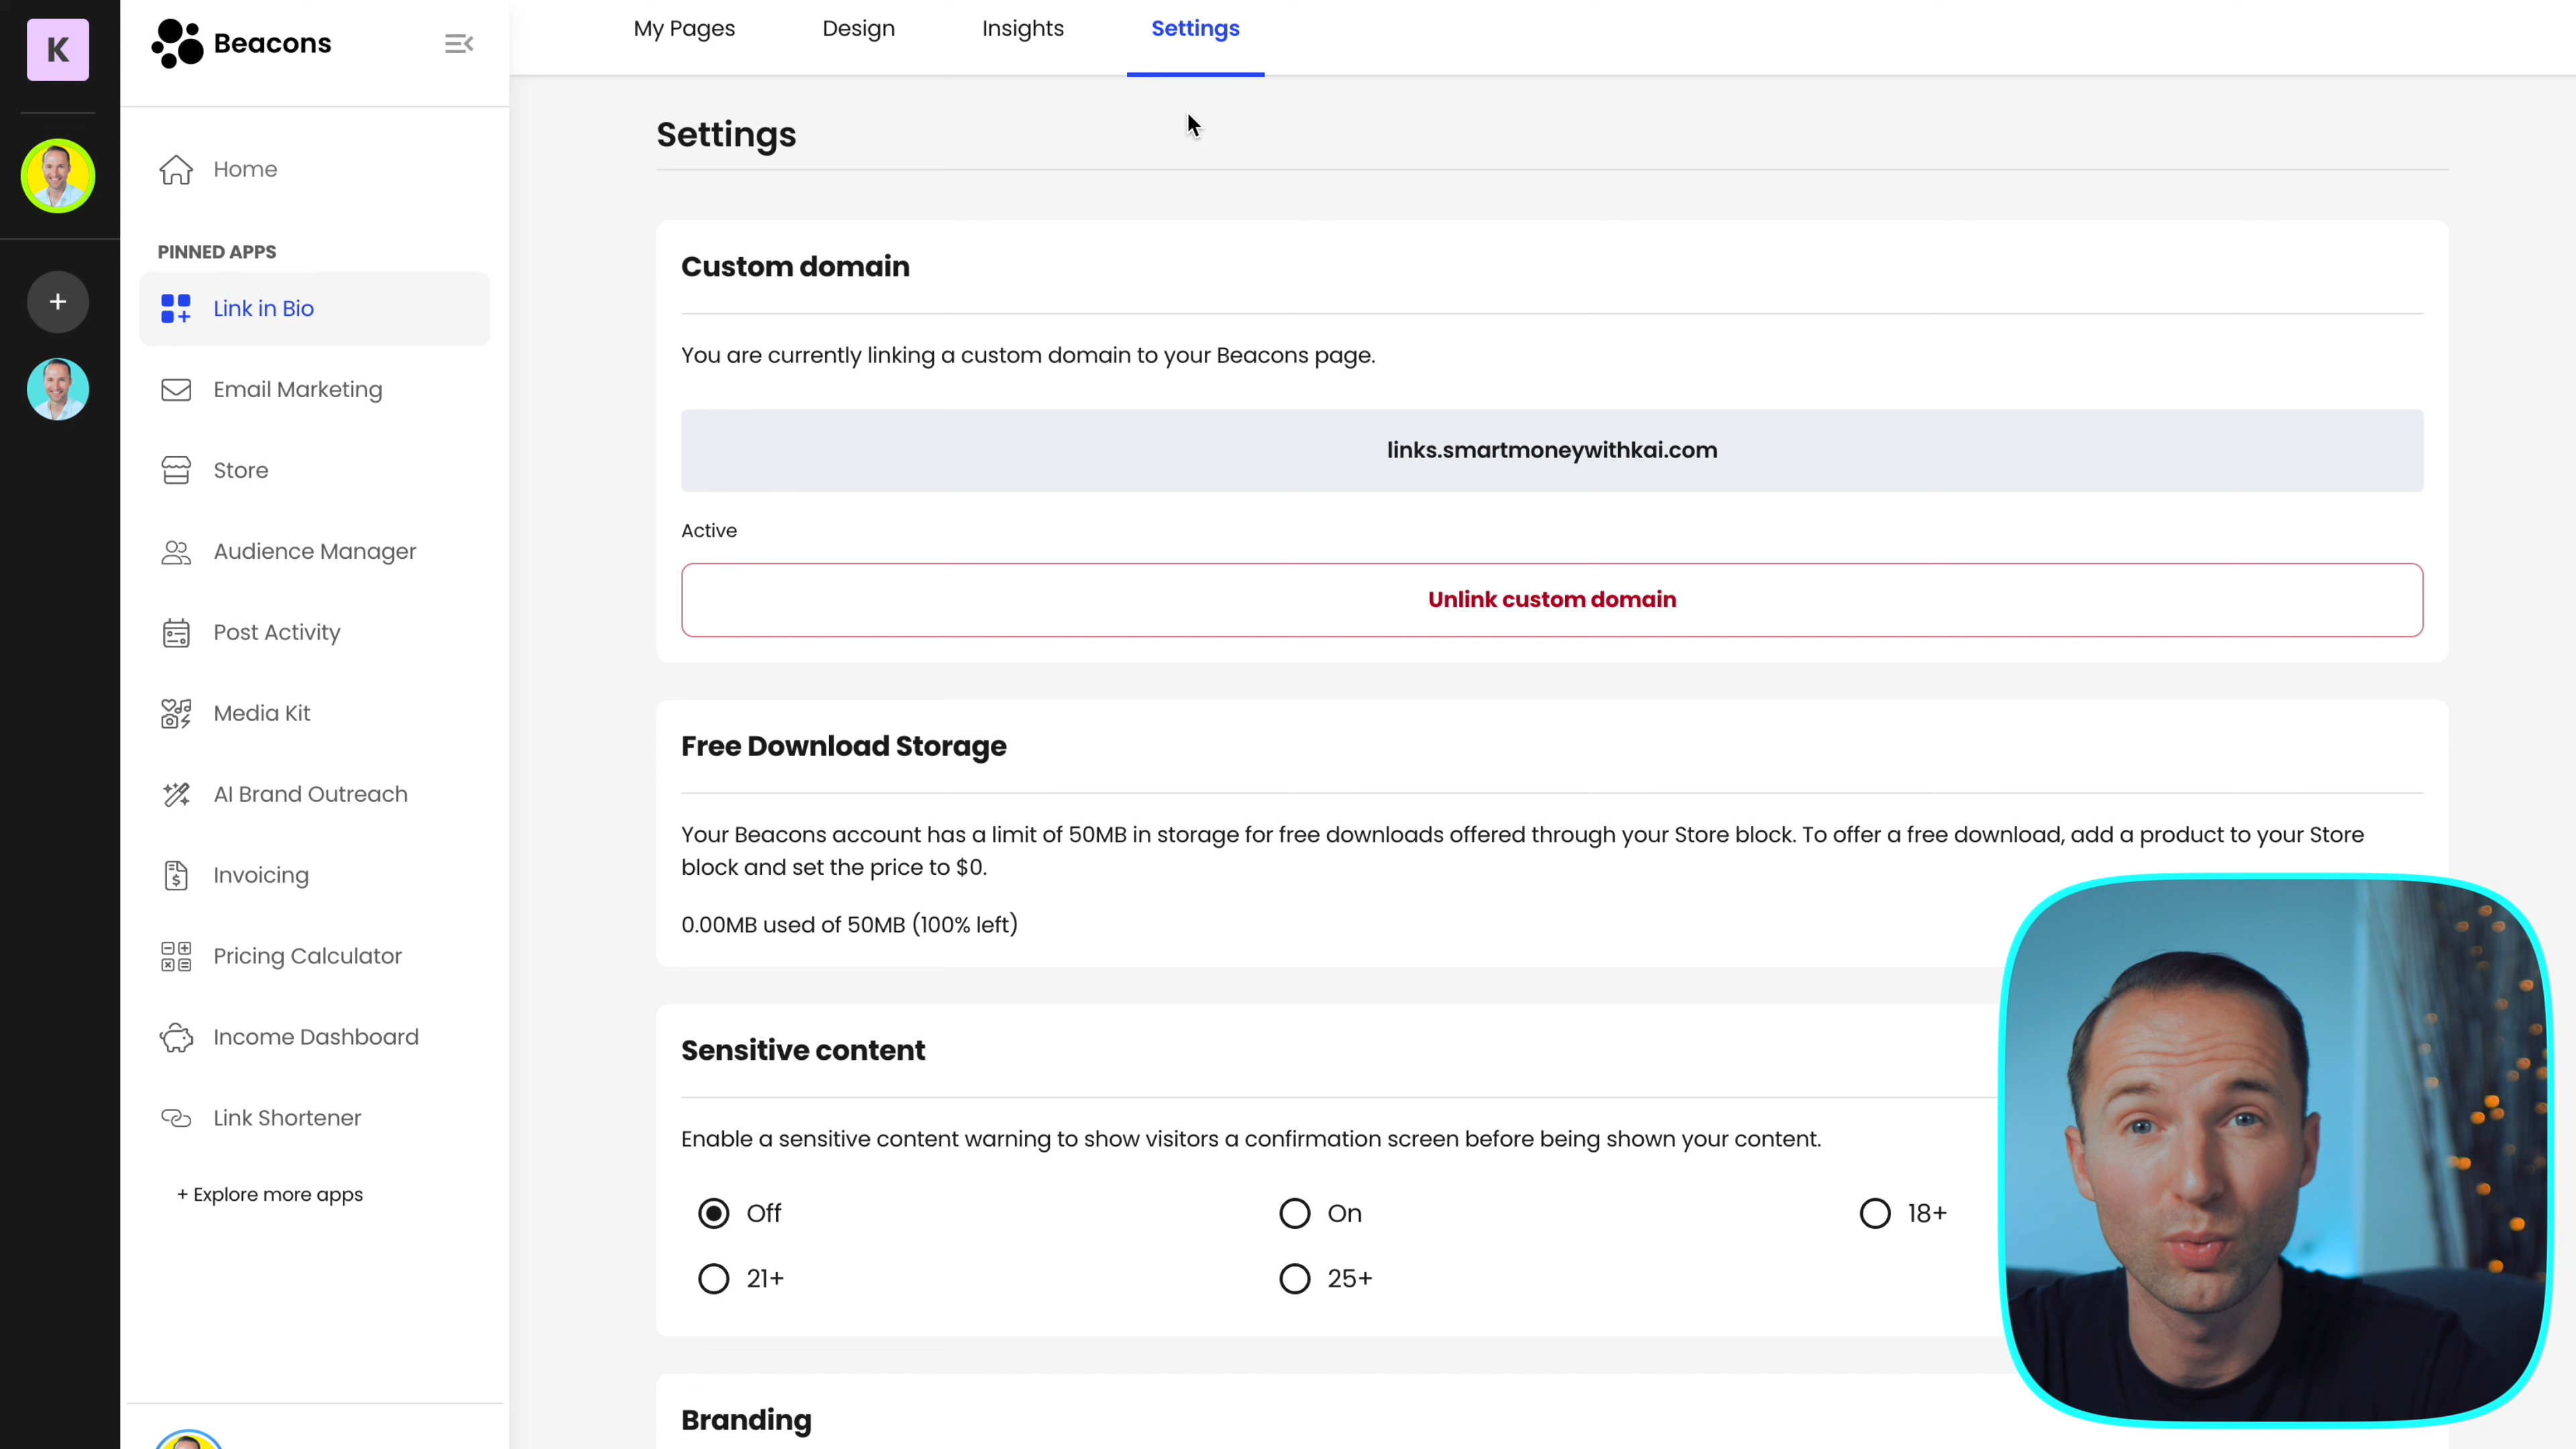 K
Beacons
Home
PINNED APPS
Link in Bio
Email Marketing
Store
Audience Manager
Post Activity
Media Kit
AI Brand Outreach
Invoicing
Pricing Calculator
Income Dashboard
Link Shortener
+ Explore more apps
My Pages
Design
Insights
Settings
Settings
Custom domain
You are currently linking a custom domain to your Beacons page.
links.smartmoneywithkai.com
Active
Unlink custom domain
Free Download Storage
Your Beacons account has a limit of 50MB in storage for free downloads offered through your Store block. To offer a free download, add a product to your Store
block and set the price to $0.
0.00MB used of 50MB (100% left)
Sensitive content
Enable a sensitive content warning to show visitors a confirmation screen before being shown your content.
Off
On
18+
21+
25+
Branding